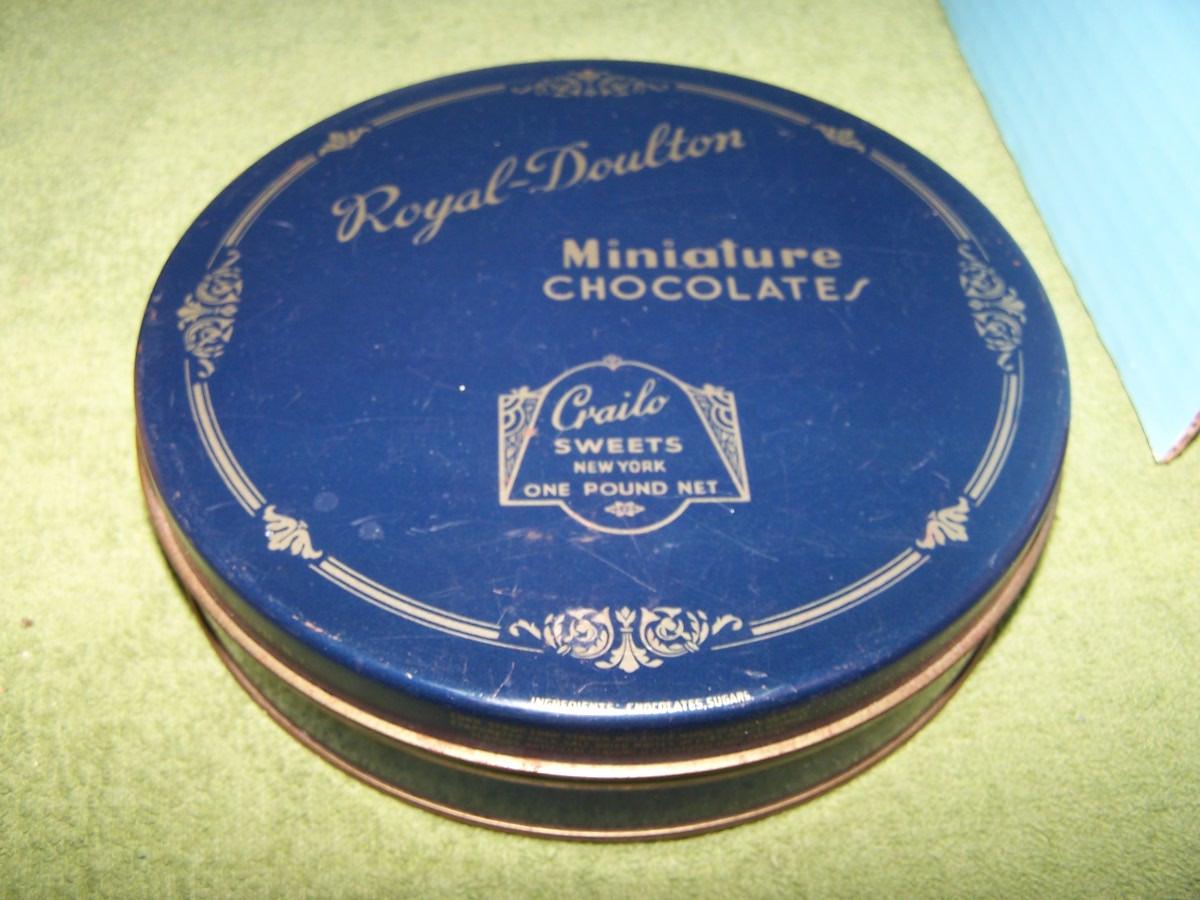 Royal-Doulton
Miniature
CHOCOLATES
Crailo
SWEETS
NEW YORK
ONE POUND NET
INGREDIENTS: CHOCOLATES, SUGARS,